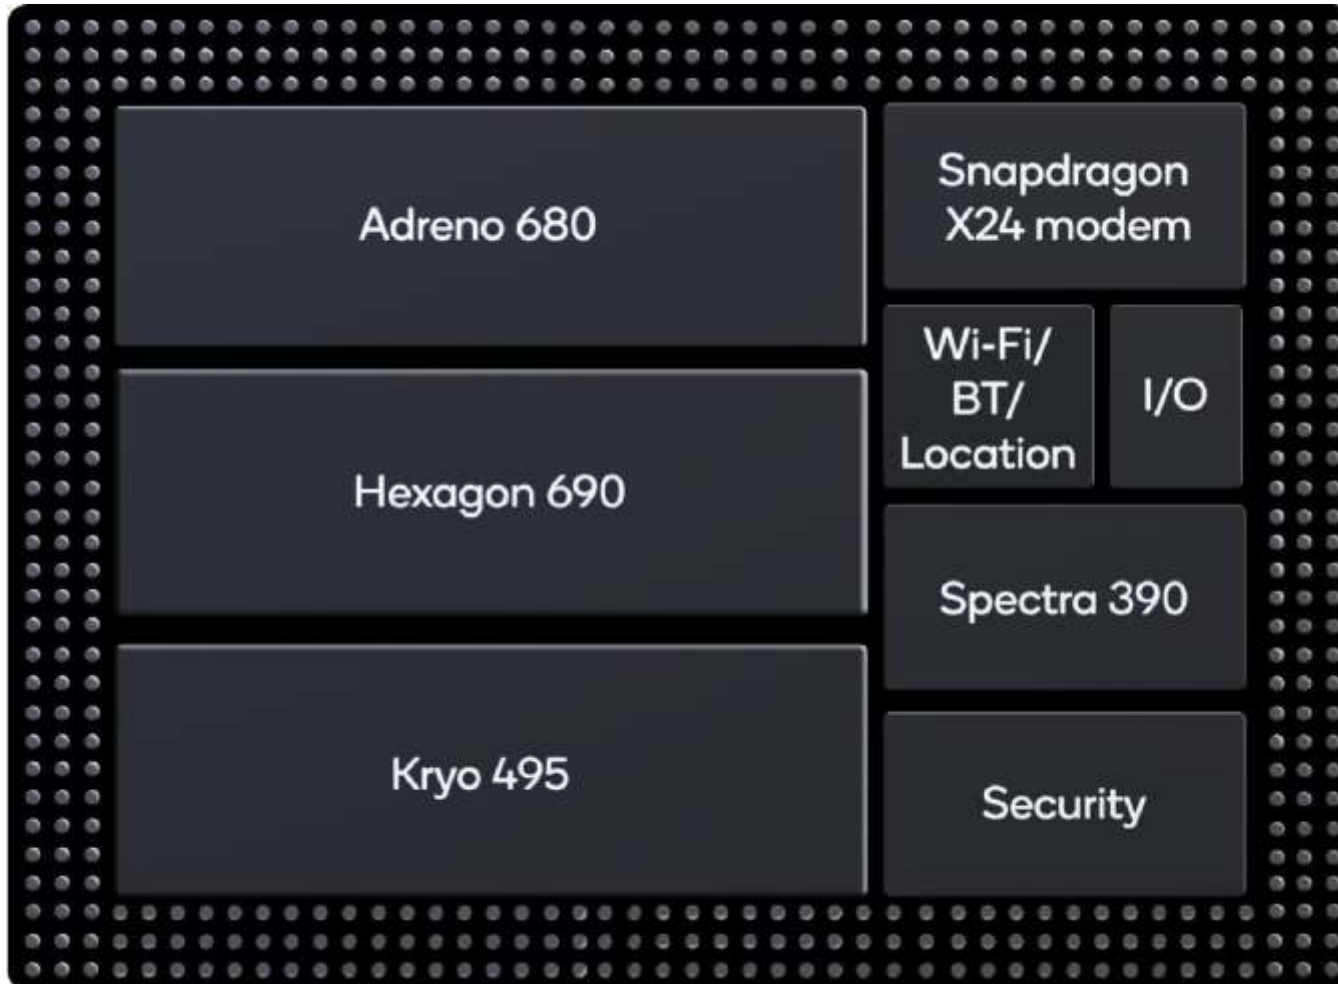 Adreno 680
Hexagon 690
Kryo 495
Snapdragon
X24 modem
Wi-Fi/
BT/
Location
I/O
Spectra 390
Security